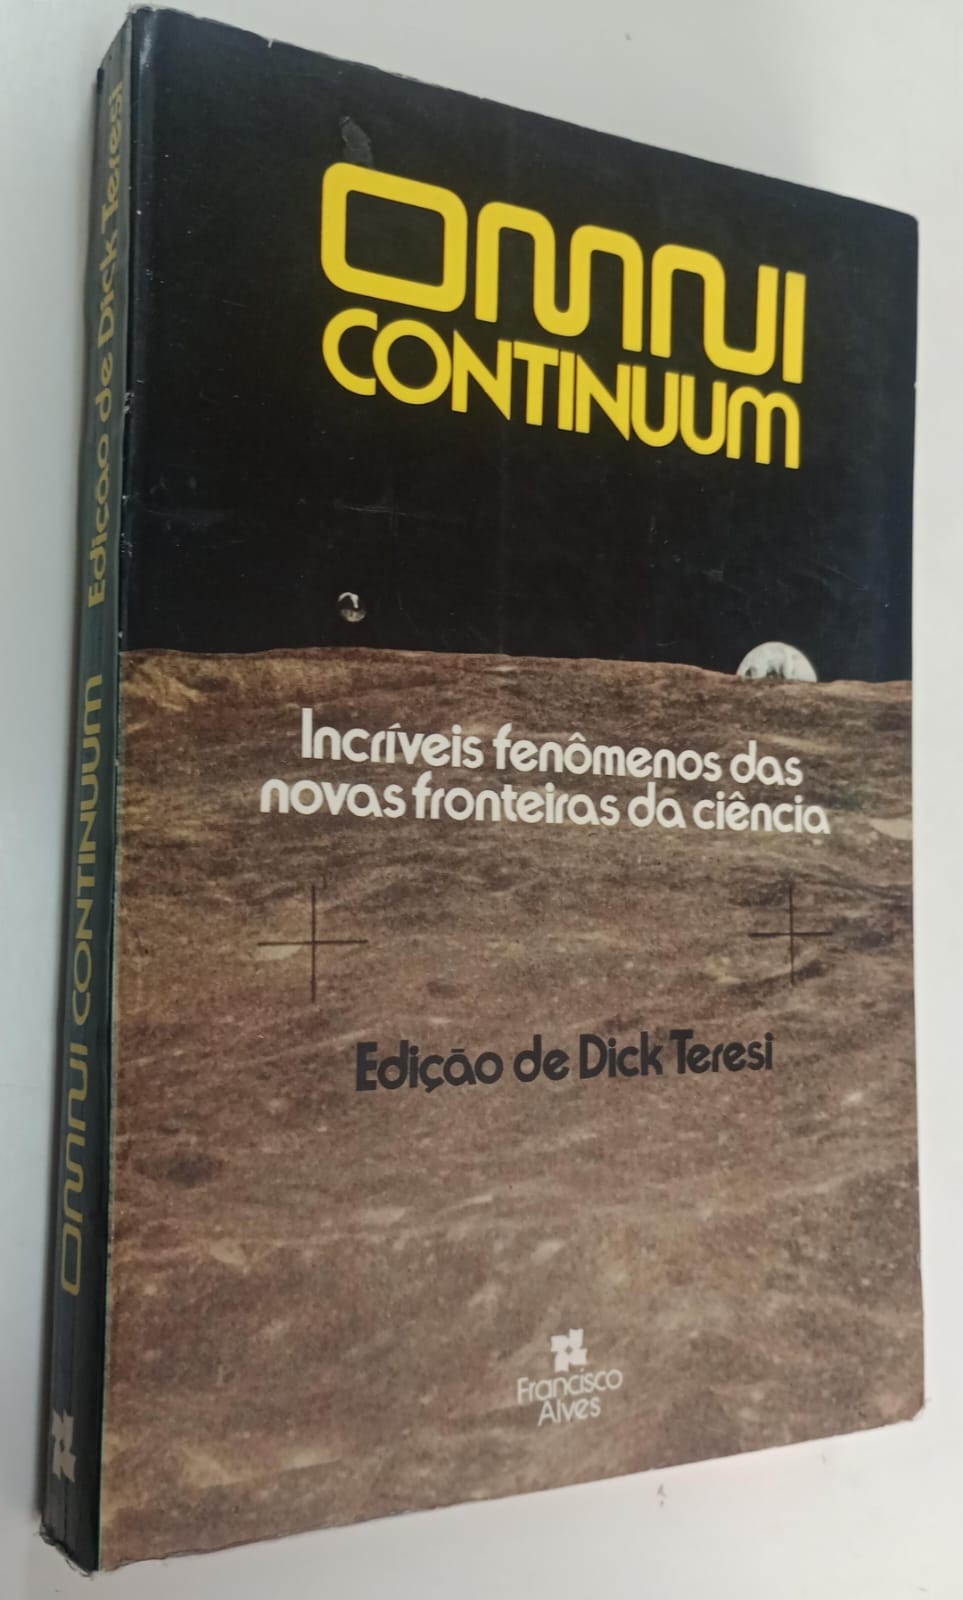 OMNI
CONTINUUM
Incríveis fenômenos das
novas fronteiras da ciência
Edição de Dick Teresi
Francisco
Alves
OMNI CONTINUUM Edição de Dick Teresi